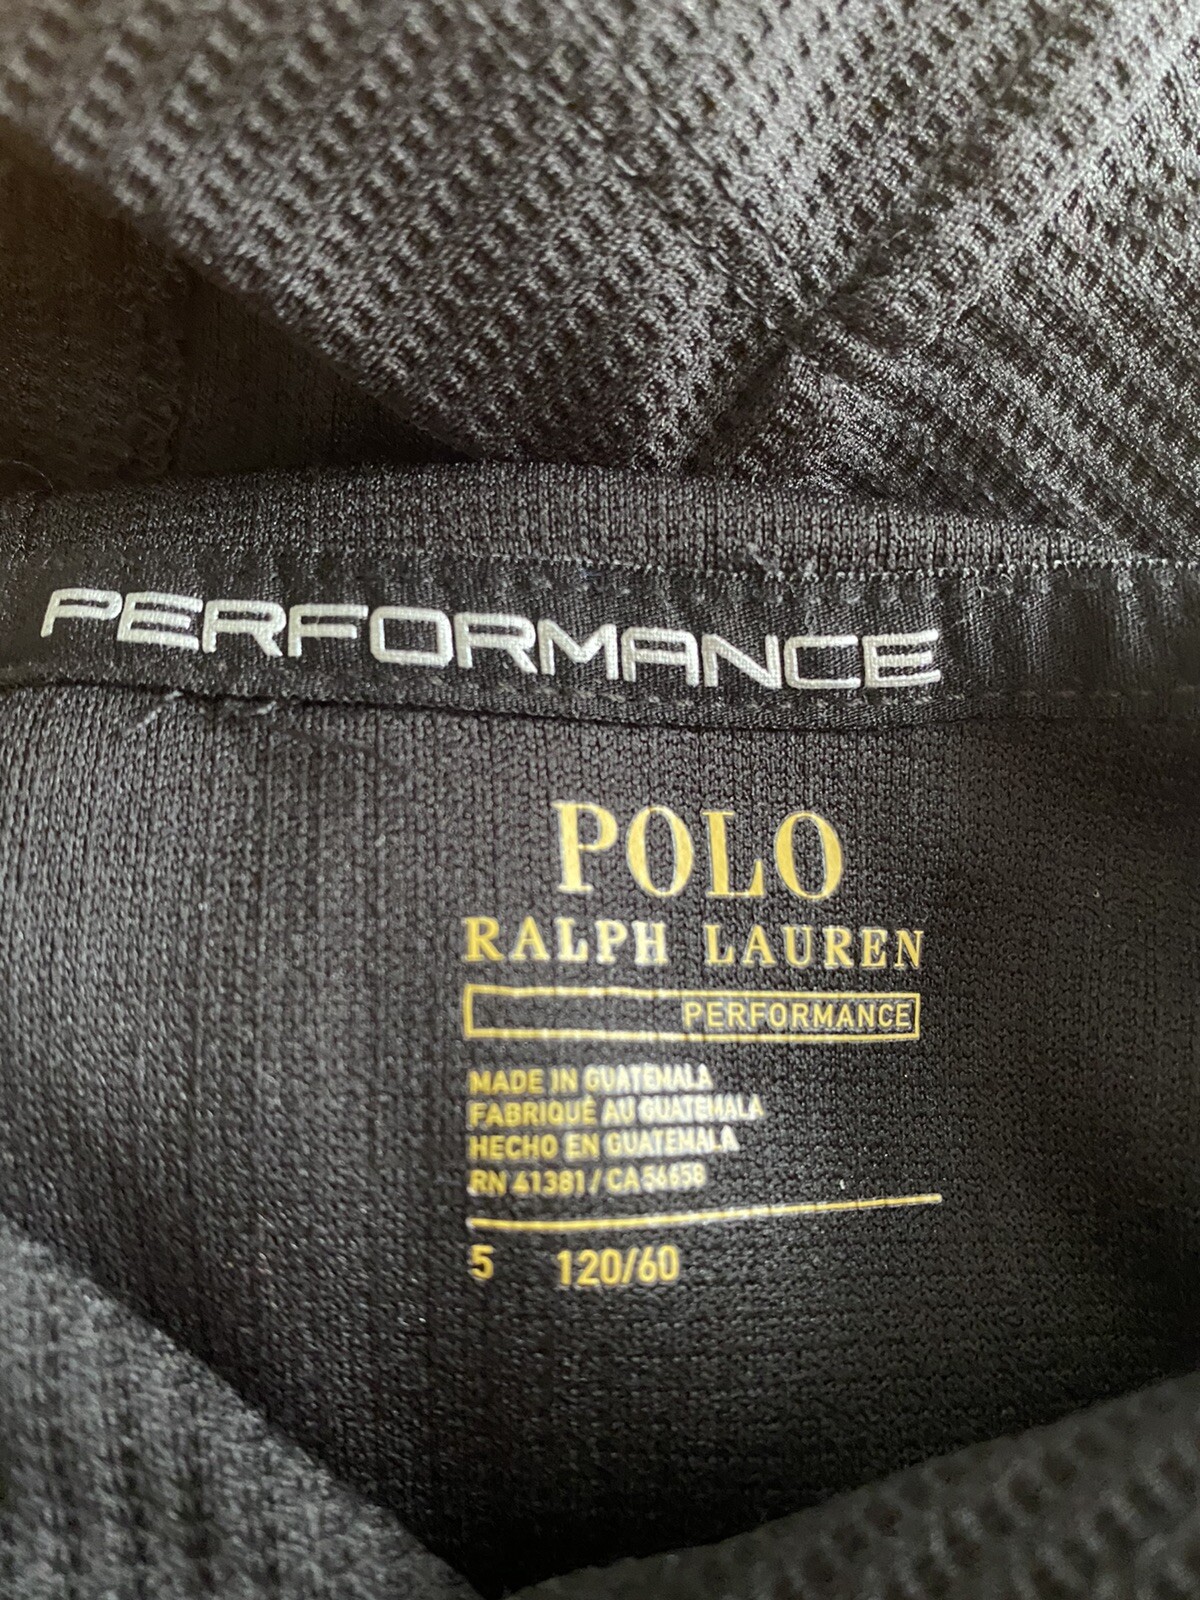 PERFORMANCE
POLO
RALPH LAUREN
PERFORMANCE
MADE IN GUATEMALA
FABRIQUÉ AU GUATEMALA
HECHO EN GUATEMALA
RN 41381 / CA 56658
5 120/60